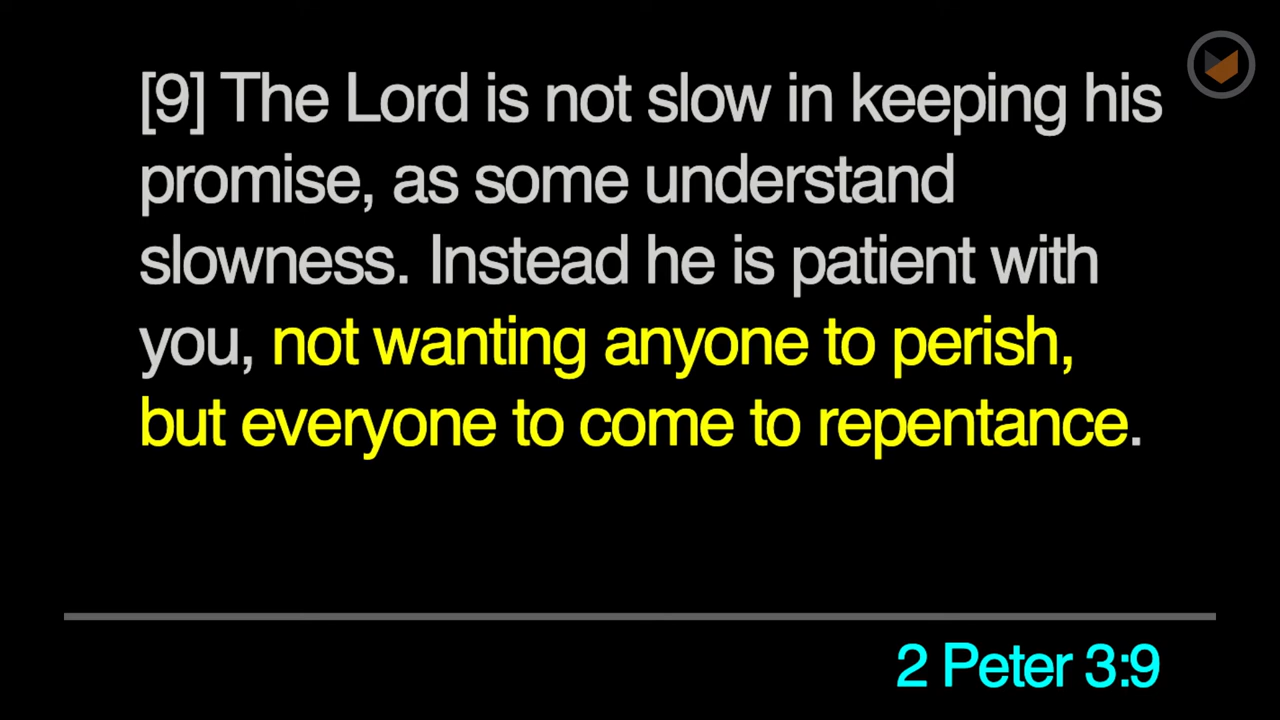 [9] The Lord is not slow in keeping his
promise, as some understand
slowness. Instead he is patient with
you, not wanting anyone to perish,
but everyone to come to repentance.
2 Peter 3:9